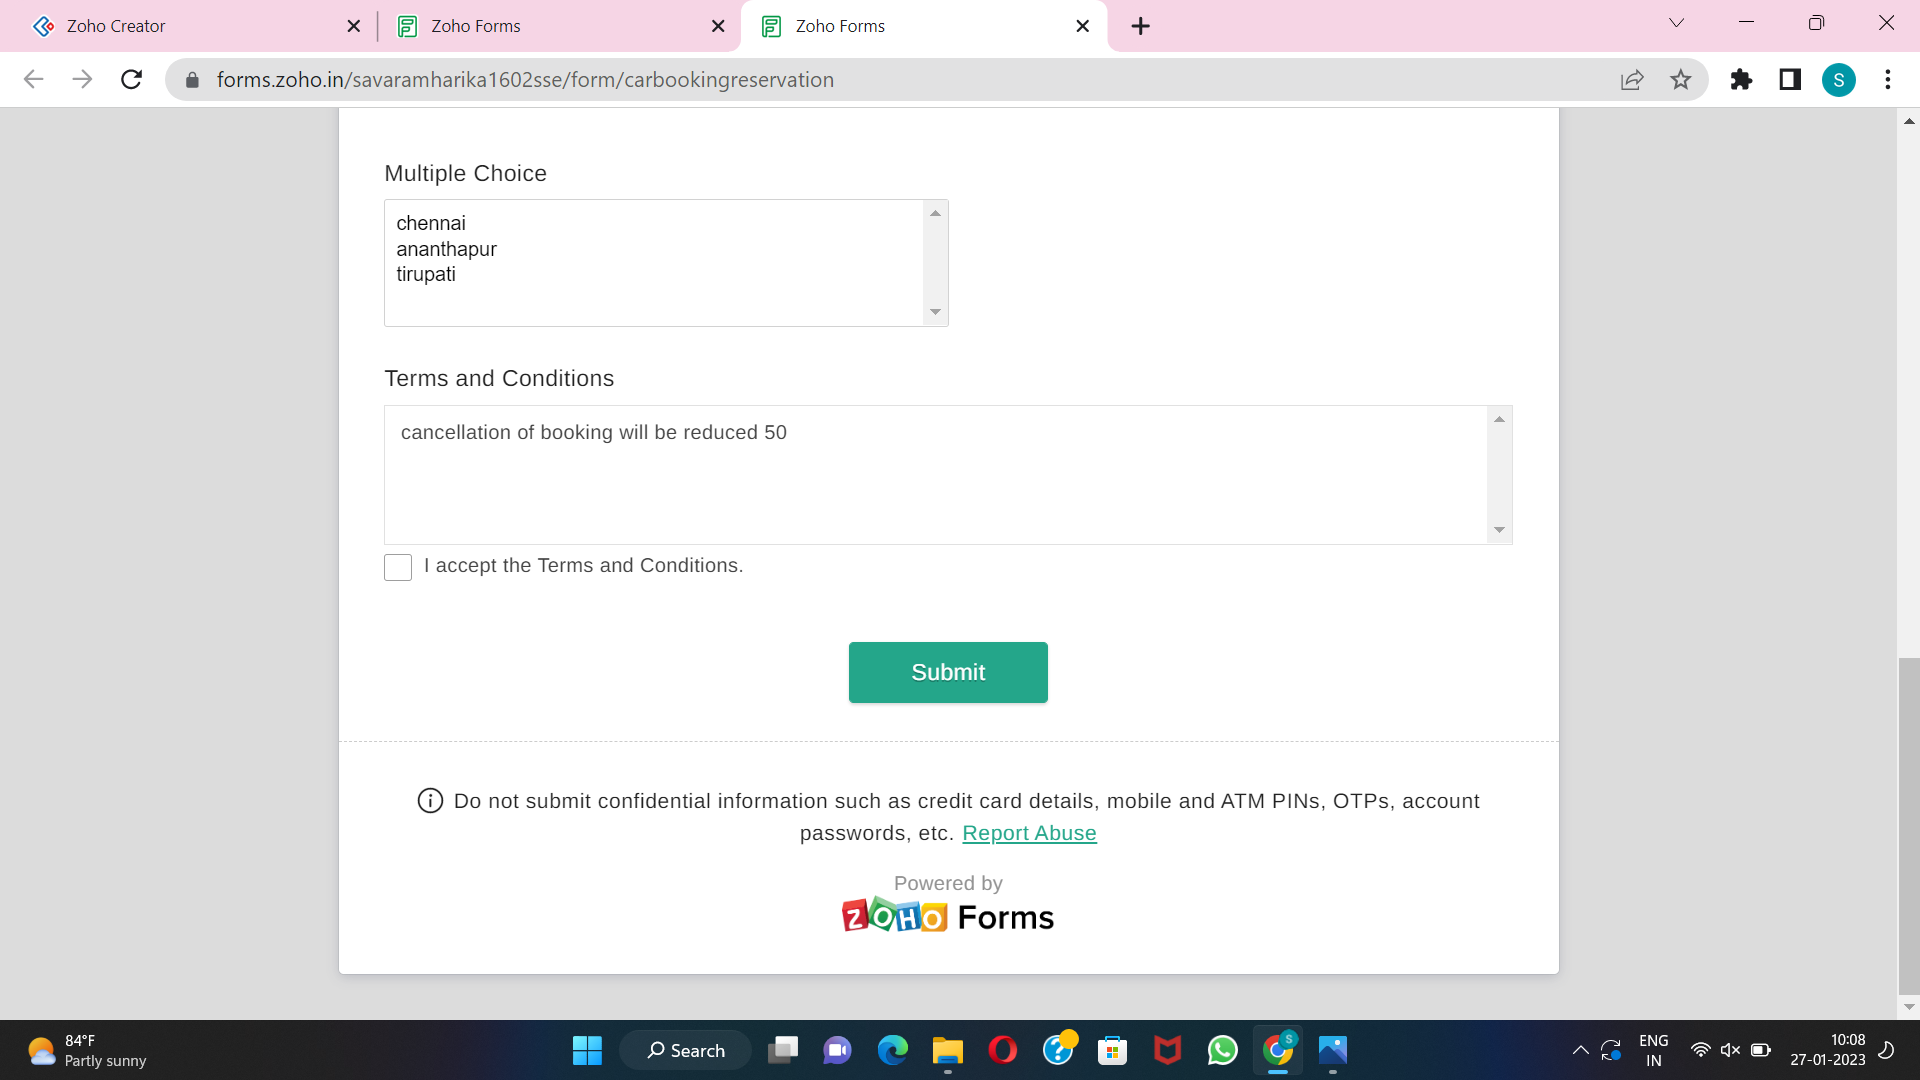 Zoho Creator
Zoho Forms
Zoho Forms
forms.zoho.in/savaramharika1602sse/form/carbookingreservation
S
Multiple Choice
chennai
ananthapur
tirupati
Terms and Conditions
cancellation of booking will be reduced 50
I accept the Terms and Conditions.
Submit
Do not submit confidential information such as credit card details, mobile and ATM PINs, OTPs, account
passwords, etc. Report Abuse
Powered by
ZOHO Forms
84°F
Partly sunny
Search
S
ENG
IN
10:08
27-01-2023